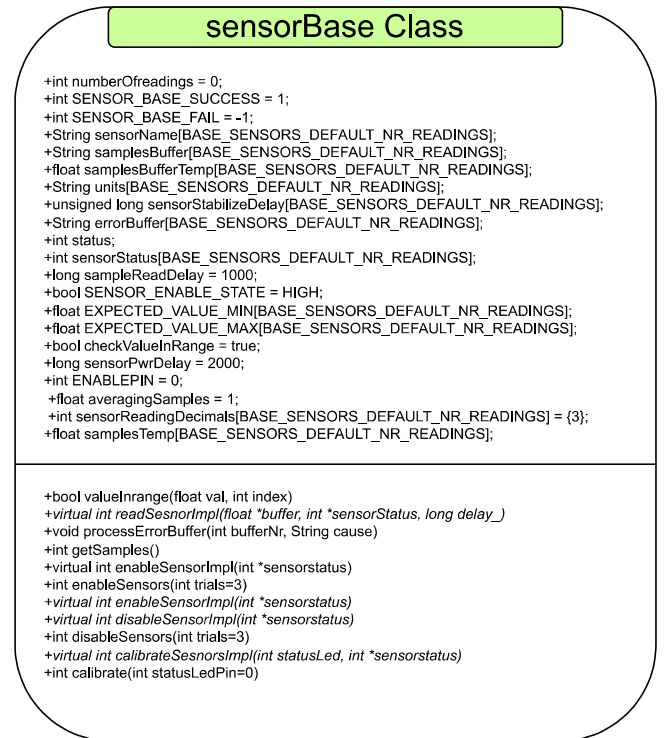 sensorBase Class
+int numberOfreadings = 0;
+int SENSOR_BASE_SUCCESS = 1;
+int SENSOR_BASE_FAIL = -1;
+String sensorName[BASE_SENSORS_DEFAULT_NR_READINGS];
+String samplesBuffer[BASE_SENSORS_DEFAULT_NR_READINGS];
+float samplesBufferTemp[BASE_SENSORS_DEFAULT_NR_READINGS];
+String units[BASE_SENSORS_DEFAULT_NR_READINGS];
+unsigned long sensorStabilizeDelay[BASE_SENSORS_DEFAULT_NR_READINGS];
+String errorBuffer[BASE_SENSORS_DEFAULT_NR_READINGS];
+int status;
+int sensorStatus[BASE_SENSORS_DEFAULT_NR_READINGS];
+long sampleReadDelay = 1000;
+bool SENSOR_ENABLE_STATE = HIGH;
+float EXPECTED_VALUE_MIN[BASE_SENSORS_DEFAULT_NR_READINGS];
+float EXPECTED_VALUE_MAX[BASE_SENSORS_DEFAULT_NR_READINGS];
+bool checkValueInRange = true;
+long sensorPwrDelay = 2000;
+int ENABLEPIN = 0;
+float averagingSamples = 1;
+int sensorReadingDecimals[BASE_SENSORS_DEFAULT_NR_READINGS] = {3};
+float samplesTemp[BASE_SENSORS_DEFAULT_NR_READINGS];
+bool valueInrange(float val, int index)
+virtual int readSesnorImpl(float *buffer, int *sensorStatus, long delay_)
+void processErrorBuffer(int bufferNr, String cause)
+int getSamples()
+virtual int enableSensorImpl(int *sensorstatus)
+int enableSensors(int trials=3)
+virtual int enableSensorImpl(int *sensorstatus)
+virtual int disableSensorImpl(int *sensorstatus)
+int disableSensors(int trials=3)
+virtual int calibrateSesnorsImpl(int statusLed, int *sensorstatus)
+int calibrate(int statusLedPin=0)